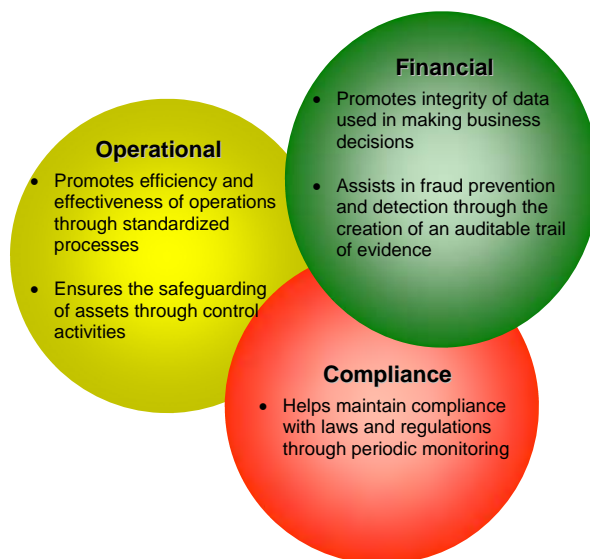 Financial
• Promotes integrity of data
used in making business
decisions
• Assists in fraud prevention
and detection through the
creation of an auditable trail
of evidence
Operational
• Promotes efficiency and
effectiveness of operations
through standardized
processes
• Ensures the safeguarding
of assets through control
activities
Compliance
• Helps maintain compliance
with laws and regulations
through periodic monitoring